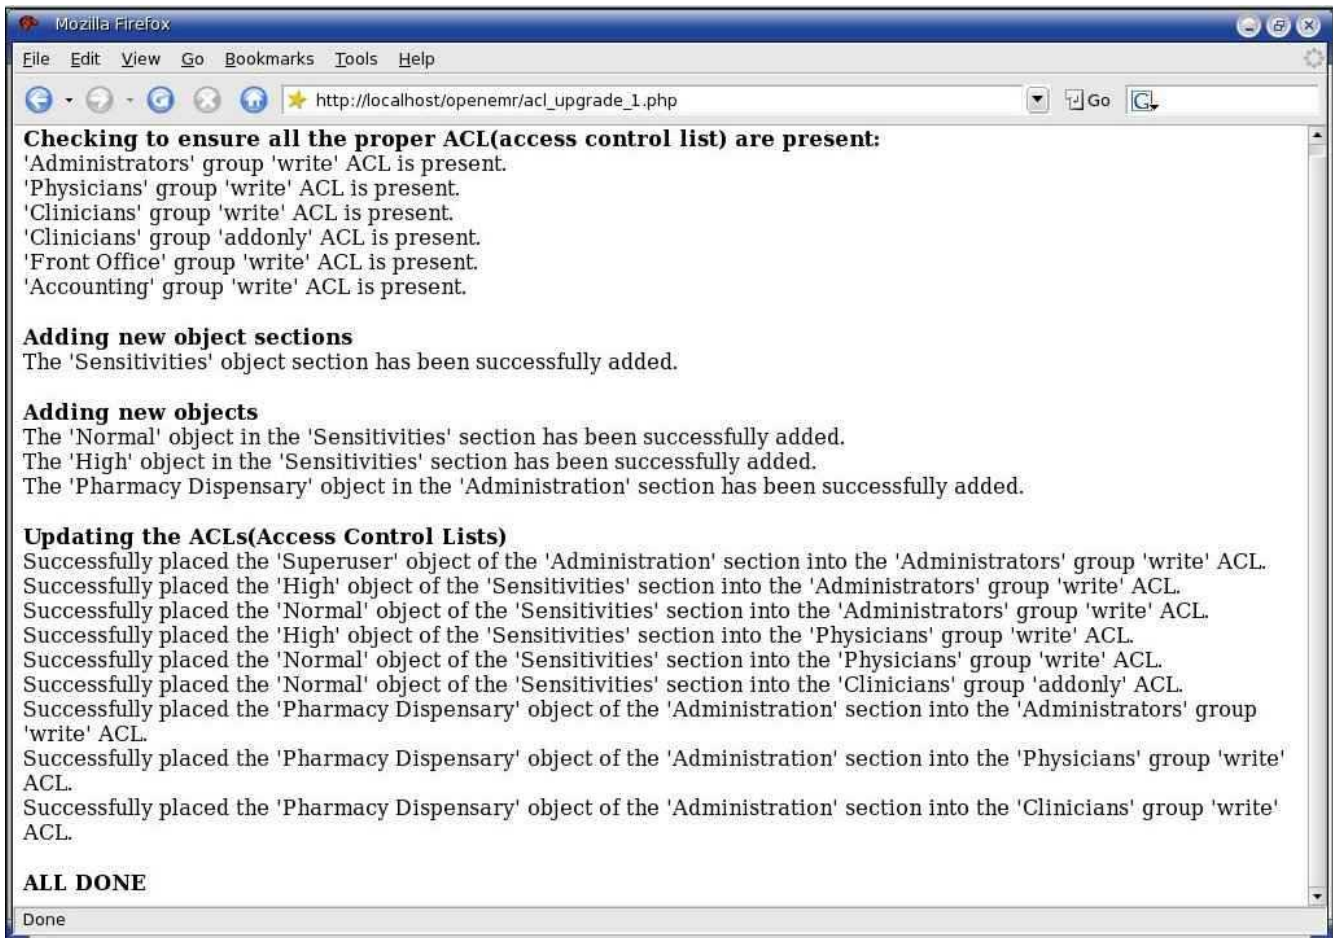 Mozilla Firefox
File Edit View Go Bookmarks Tools Help
http://localhost/openemr/acl_upgrade_1.php Go G
Checking to ensure all the proper ACL(access control list) are present:
'Administrators' group 'write' ACL is present.
'Physicians' group 'write' ACL is present.
'Clinicians' group 'write' ACL is present.
'Clinicians' group 'addonly' ACL is present.
'Front Office' group 'write' ACL is present.
'Accounting' group 'write' ACL is present.
Adding new object sections
The 'Sensitivities' object section has been successfully added.
Adding new objects
The 'Normal' object in the 'Sensitivities' section has been successfully added.
The 'High' object in the 'Sensitivities' section has been successfully added.
The 'Pharmacy Dispensary' object in the 'Administration' section has been successfully added.
Updating the ACLs(Access Control Lists)
Successfully placed the 'Superuser' object of the 'Administration' section into the 'Administrators' group 'write' ACL.
Successfully placed the 'High' object of the 'Sensitivities' section into the 'Administrators' group 'write' ACL.
Successfully placed the 'Normal' object of the 'Sensitivities' section into the 'Administrators' group 'write' ACL.
Successfully placed the 'High' object of the 'Sensitivities' section into the 'Physicians' group 'write' ACL.
Successfully placed the 'Normal' object of the 'Sensitivities' section into the 'Physicians' group 'write' ACL.
Successfully placed the 'Normal' object of the 'Sensitivities' section into the 'Clinicians' group 'addonly' ACL.
Successfully placed the 'Pharmacy Dispensary' object of the 'Administration' section into the 'Administrators' group
'write' ACL.
Successfully placed the 'Pharmacy Dispensary' object of the 'Administration' section into the 'Physicians' group 'write'
ACL.
Successfully placed the 'Pharmacy Dispensary' object of the 'Administration' section into the 'Clinicians' group 'write'
ACL.
ALL DONE
Done